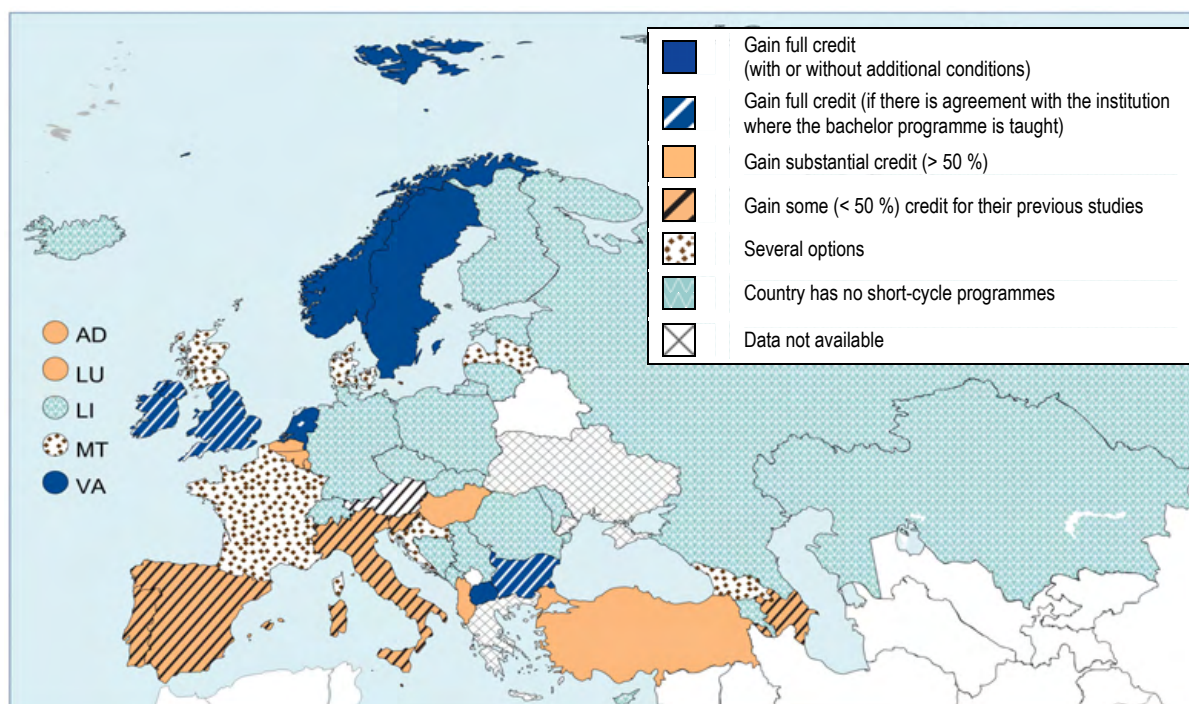 Gain full credit
(with or without additional conditions)
Gain full credit (if there is agreement with the institution
where the bachelor programme is taught)
Gain substantial credit (> 50 %)
Gain some (< 50 %) credit for their previous studies
Several options
Country has no short-cycle programmes
Data not available
AD
LU
LI
MT
VA